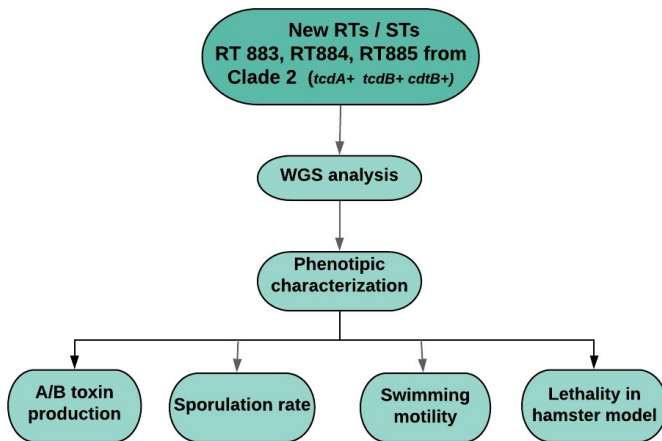 New RTs / STs
RT 883, RT884, RT885 from
Clade 2 (tcdA+ tcdB+ cdtB+)
WGS analysis
Phenotipic
characterization
A/B toxin
production
Sporulation rate
Swimming
motility
Lethality in
hamster model